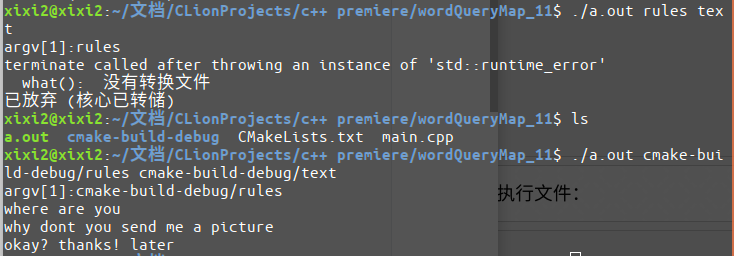 xixi2@xixi2:~/文档/CLionProjects/c++ premiere/wordQueryMap_11$ ./a.out rules tex
t
argv[1]:rules
terminate called after throwing an instance of 'std::runtime_error'
  what():  没有转换文件
已放弃 (核心已转储)
xixi2@xixi2:~/文档/CLionProjects/c++ premiere/wordQueryMap_11$ ls
a.out  cmake-build-debug  CMakeLists.txt  main.cpp
xixi2@xixi2:~/文档/CLionProjects/c++ premiere/wordQueryMap_11$ ./a.out cmake-bui
ld-debug/rules cmake-build-debug/text
argv[1]:cmake-build-debug/rules
执行文件:
where are you
why dont you send me a picture
okay? thanks! later